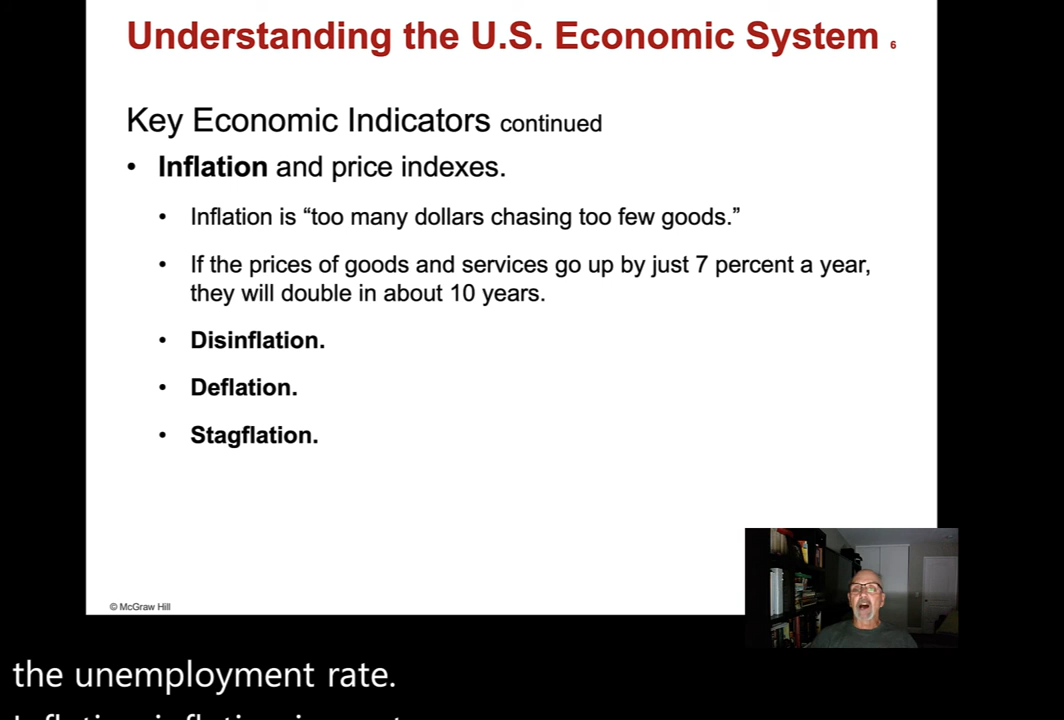 Understanding the U.S. Economic System 6
Key Economic Indicators continued
• Inflation and price indexes.
• Inflation is “too many dollars chasing too few goods.”
• If the prices of goods and services go up by just 7 percent a year,
they will double in about 10 years.
• Disinflation.
• Deflation.
• Stagflation.
© McGraw Hill
the unemployment rate.